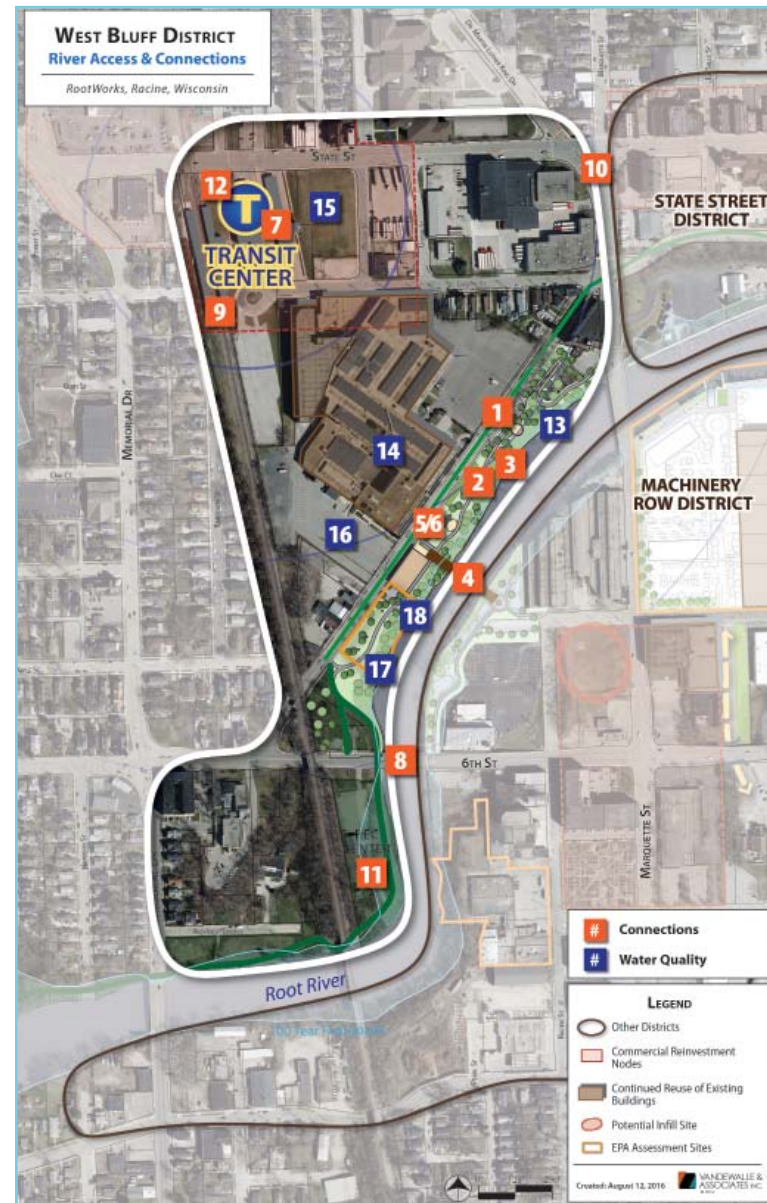 WEST BLUFF DISTRICT
River Access & Connections
RootWorks, Racine, Wisconsin
STATE ST
10
12
T
7
15
TRANSIT
CENTER
STATE STREET
DISTRICT
9
MEMORIAL DR
1
13
14
3
2
MACHINERY
ROW DISTRICT
5/6
16
4
18
17
8
6TH ST
MARQUETTE ST
11
Root River
# Connections
# Water Quality
LEGEND
Other Districts
Commercial Reinvestment
Nodes
Continued Reuse of Existing
Buildings
Potential Infill Site
EPA Assessment Sites
Created: August 12, 2016
VANDEWALLE &
ASSOCIATES INC.